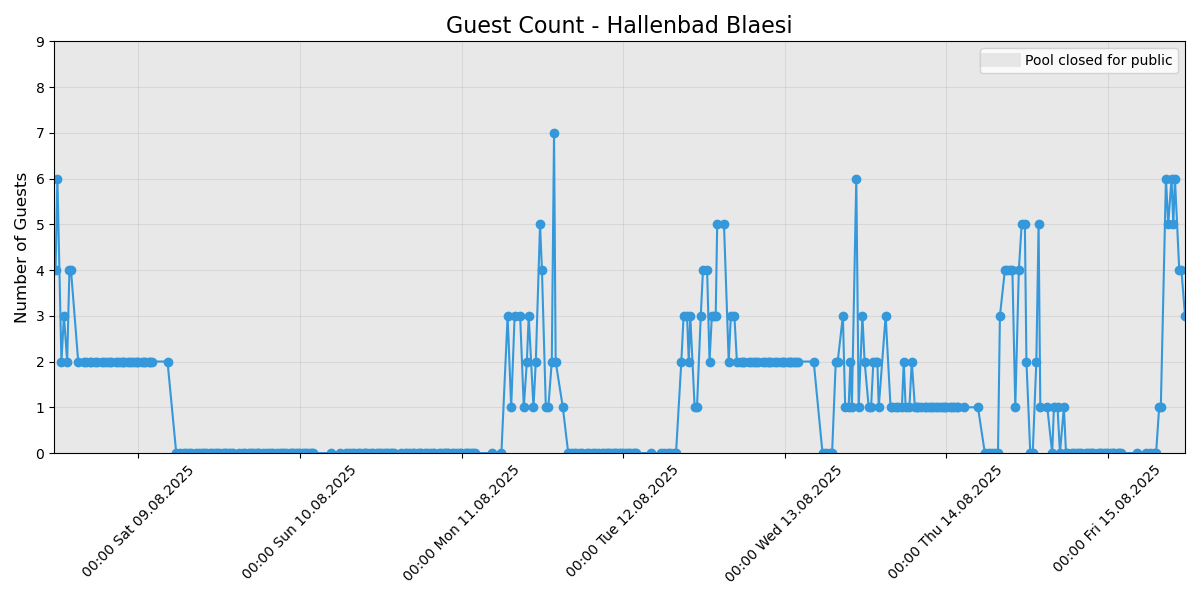 Guest Count - Hallenbad Blaesi
Pool closed for public
Number of Guests
9
8
7
6
5
4
3
2
1
0
00:00 Sat 09.08.2025
00:00 Sun 10.08.2025
00:00 Mon 11.08.2025
00:00 Tue 12.08.2025
00:00 Wed 13.08.2025
00:00 Thu 14.08.2025
00:00 Fri 15.08.2025